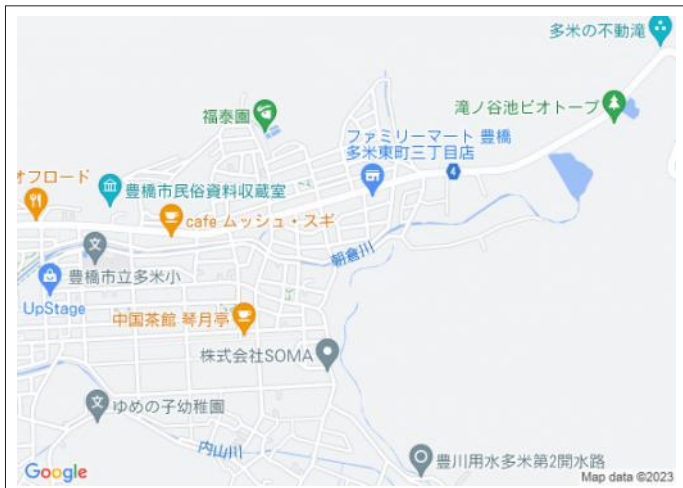 多米の不動滝
滝ノ谷池ビオトープ
福泰園
ファミリーマート 豊橋
多米東町三丁目店
4
オフロード
豊橋市民俗資料収蔵室
cafe ムッシュ・スギ
朝倉川
豊橋市立多米小
UpStage
中国茶館 琴月亭
株式会社SOMA
ゆめの子幼稚園
内山川
豊川用水多米第2開水路
Google
Map data ©2023